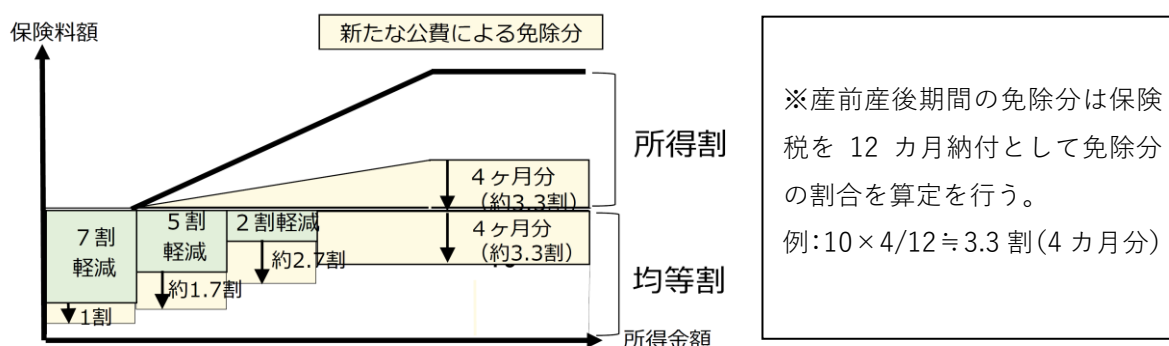 保険料額
新たな公費による免除分
所得割
4ヶ月分
(約3.3割)
7割
軽減
5割
軽減
2割軽減
4ヶ月分
(約3.3割)
約2.7割
約1.7割
1割
均等割
所得金額
※産前産後期間の免除分は保険
税を 12 カ月納付として免除分
の割合を算定を行う。
例:10×4/12≒3.3 割(4 カ月分)